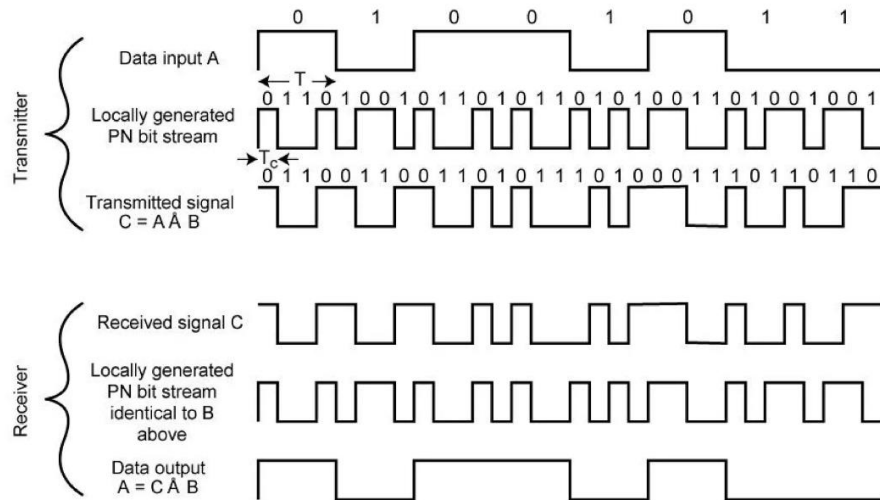 0 1 0 0 1 0 1 1
Data input A
T
0 1 1 0 1 0 0 1 0 1 1 0 1 0 1 1 0 1 0 1 0 0 1 1 0 1 0 0 1 0 0 1
Locally generated
PN bit stream
Tc
0 1 1 0 0 1 1 0 0 1 1 0 1 0 1 1 1 0 1 0 0 0 1 1 1 0 1 1 0 1 1 0
Transmitted signal
C = A Å B
Transmitter
Received signal C
Locally generated
PN bit stream
identical to B
above
Data output
A = C Å B
Receiver